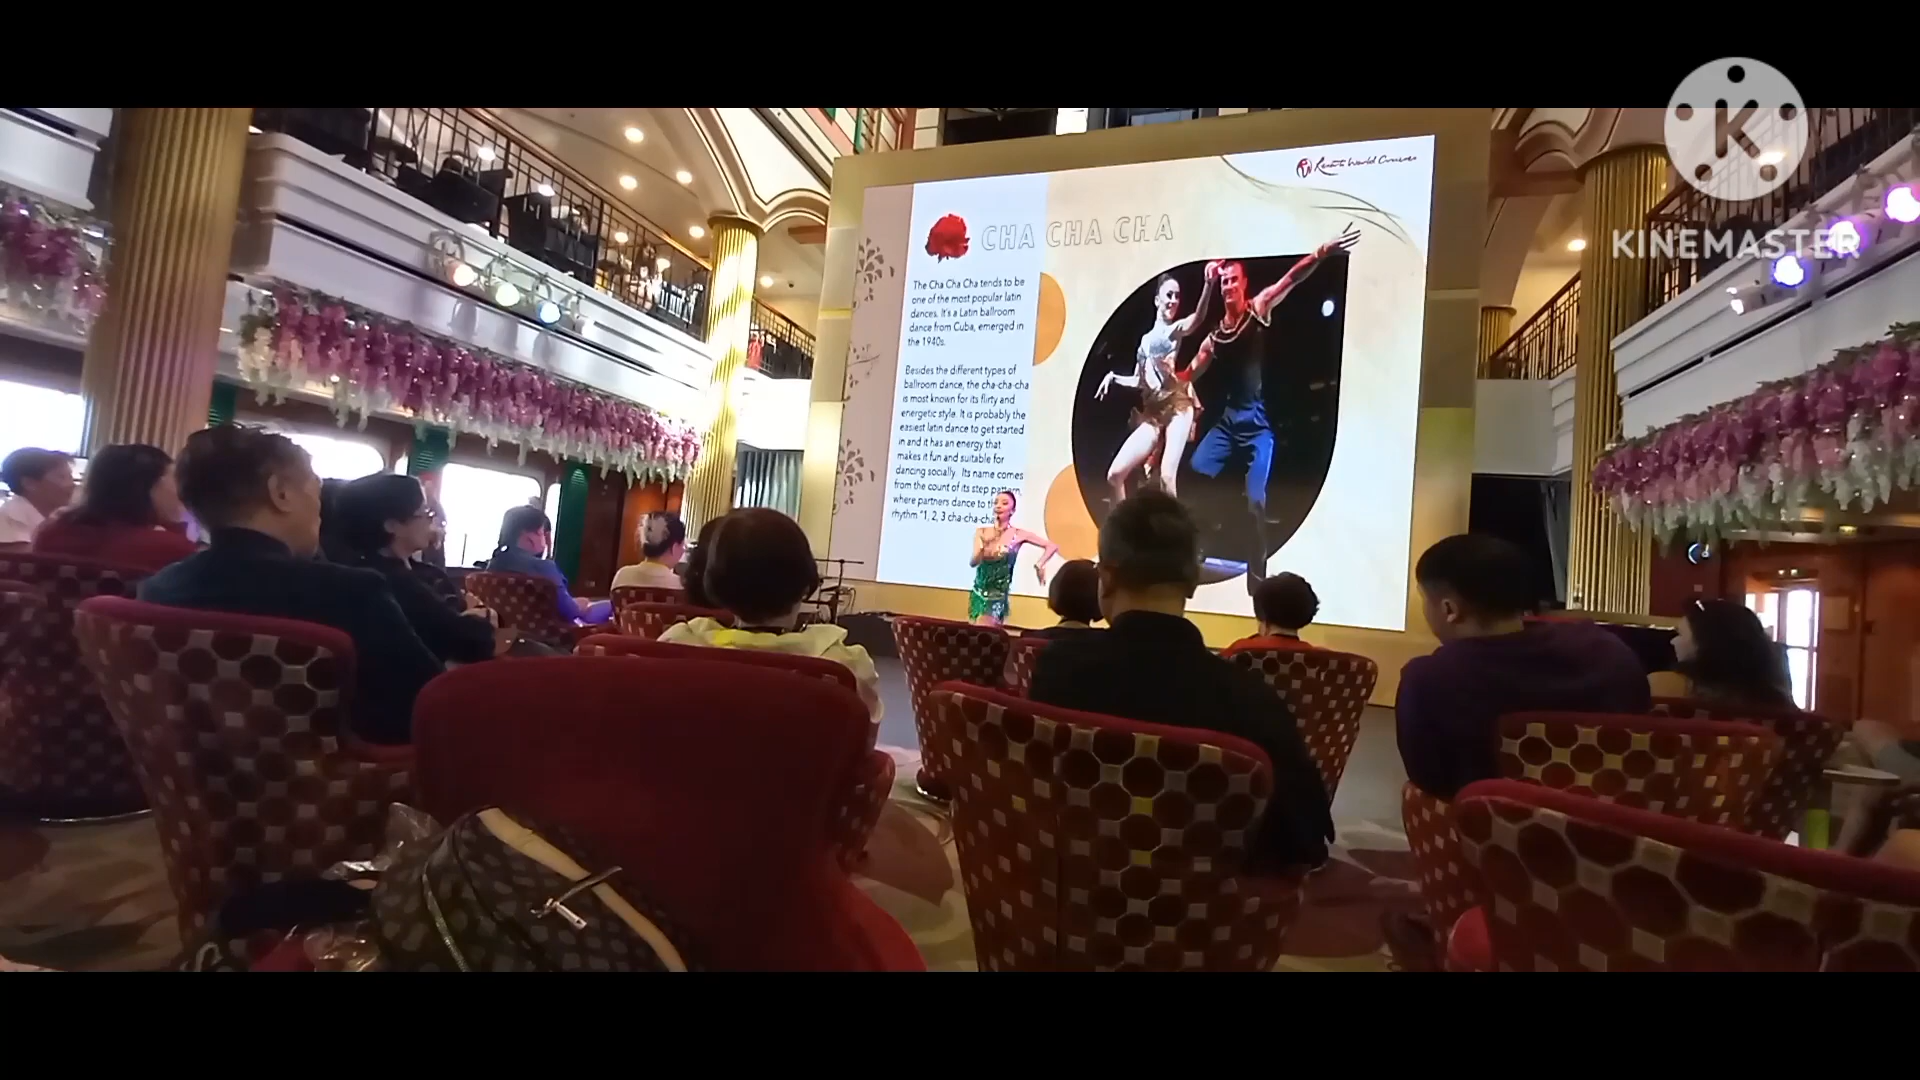 Resorts World Cruises
K
KINEMASTER
CHA CHA CHA
The Cha Cha Cha tends to be
one of the most popular latin
dances. It's a Latin ballroom
dance from Cuba, emerged in
the 1940s.
Besides the different types of
ballroom dance, the cha-cha-cha
is most known for its flirty and
energetic style. It is probably the
easiest latin dance to get started
in and it has an energy that
makes it fun and suitable for
dancing socially. Its name comes
from the count of its step pattern,
where partners dance to
rhythm "1, 2, 3 cha-cha-cha